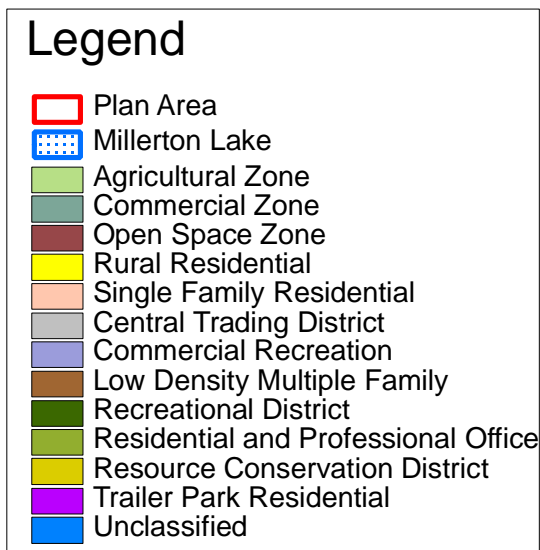 Legend
Plan Area
Millerton Lake
Agricultural Zone
Commercial Zone
Open Space Zone
Rural Residential
Single Family Residential
Central Trading District
Commercial Recreation
Low Density Multiple Family
Recreational District
Residential and Professional Office
Resource Conservation District
Trailer Park Residential
Unclassified